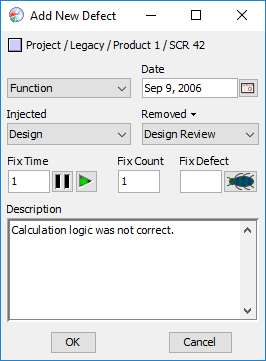 Add New Defect
Project / Legacy / Product 1 / SCR 42
Date
Function
Sep 9, 2006
Injected
Removed
Design
Design Review
Fix Time
Fix Count
Fix Defect
1
1
Description
Calculation logic was not correct.
OK
Cancel